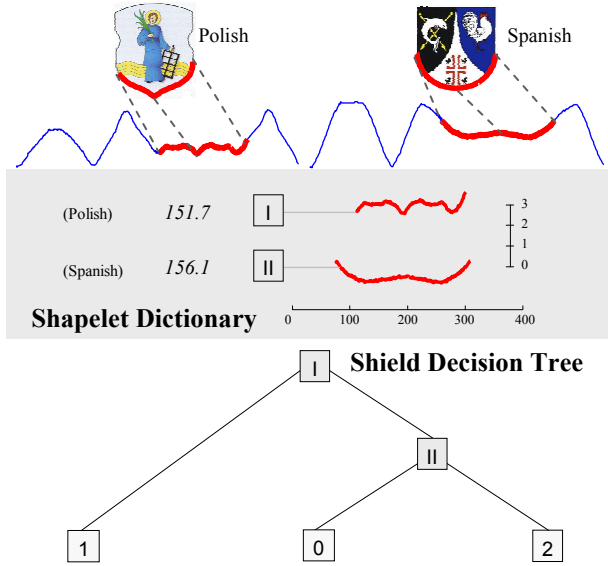 Polish
Spanish
(Polish) 151.7 I
(Spanish) 156.1 II
3
2
1
0
Shapelet Dictionary
0 100 200 300 400
Shield Decision Tree
I
II
1 0 2